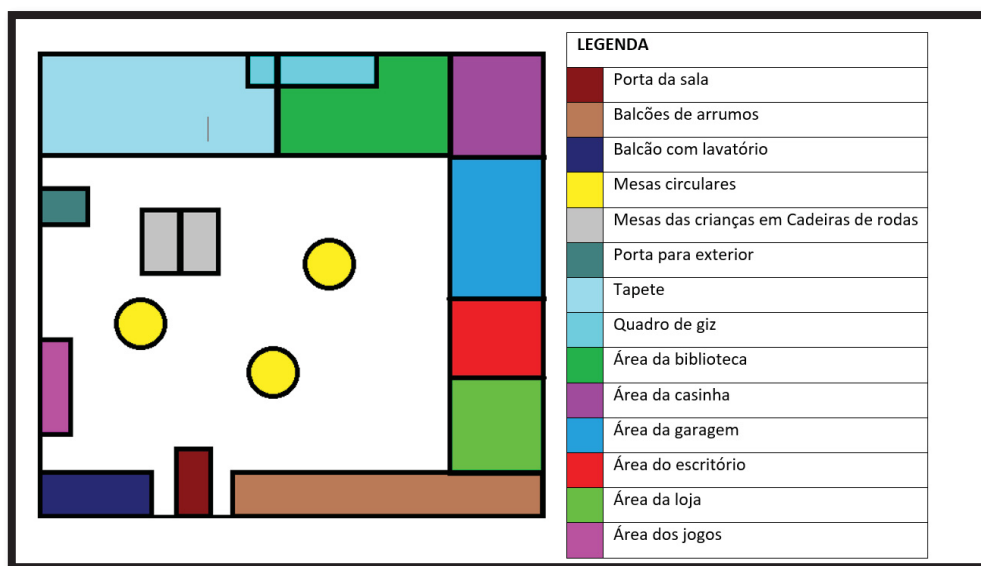 LEGENDA
Porta da sala
Balcões de arrumos
Balcão com lavatório
Mesas circulares
Mesas das crianças em Cadeiras de rodas
Porta para exterior
Tapete
Quadro de giz
Área da biblioteca
Área da casinha
Área da garagem
Área do escritório
Área da loja
Área dos jogos